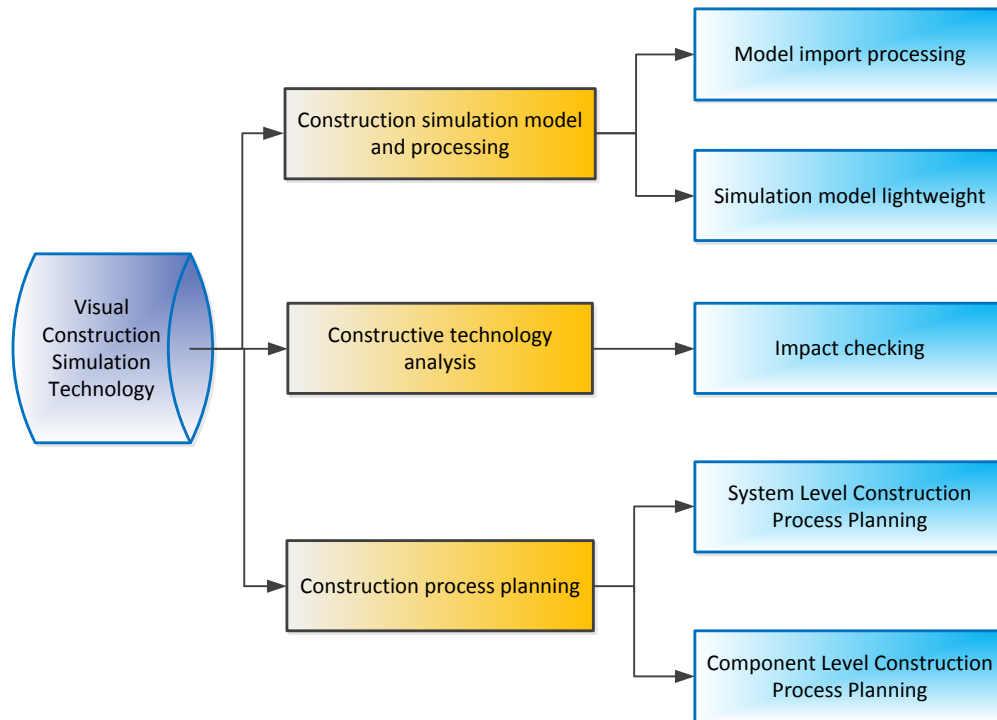 Visual
Construction
Simulation
Technology
Construction simulation model
and processing
Constructive technology
analysis
Construction process planning
Model import processing
Simulation model lightweight
Impact checking
System Level Construction
Process Planning
Component Level Construction
Process Planning